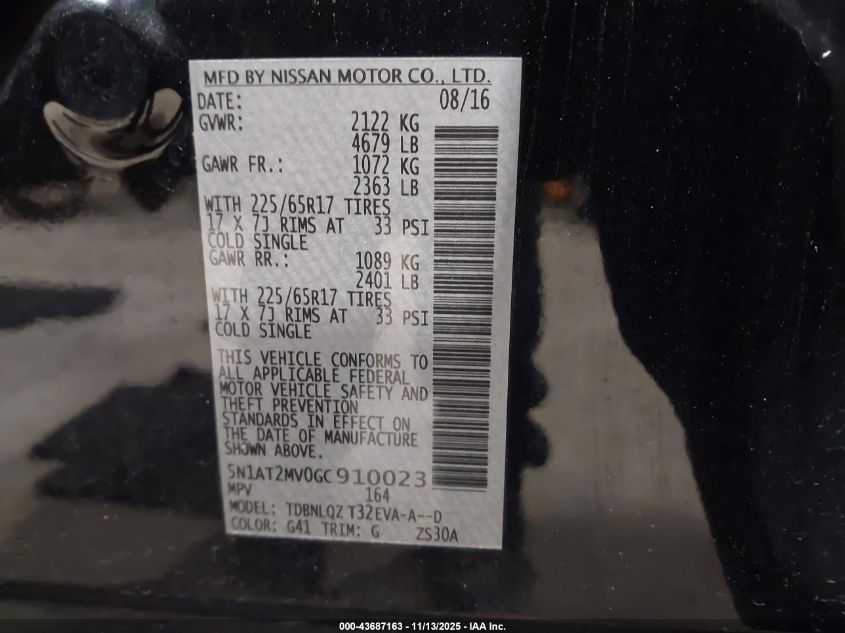 MFD BY NISSAN MOTOR CO., LTD.
DATE: 08/16
GVWR: 2122 KG
4679 LB
GAWR FR.: 1072 KG
2363 LB
WITH 225/65R17 TIRES
17 X 7J RIMS AT 33 PSI
COLD SINGLE
GAWR RR.: 1089 KG
2401 LB
WITH 225/65R17 TIRES
17 X 7J RIMS AT 33 PSI
COLD SINGLE
THIS VEHICLE CONFORMS TO
ALL APPLICABLE FEDERAL
MOTOR VEHICLE SAFETY AND
THEFT PREVENTION
STANDARDS IN EFFECT ON
THE DATE OF MANUFACTURE
SHOWN ABOVE.
5N1AT2MV0GC910023
MPV 164
MODEL: TDBNLQZ T32EVA-A--D
COLOR: G41 TRIM: G ZS30A
000-43687163 - 11/13/2025 - IAA Inc.